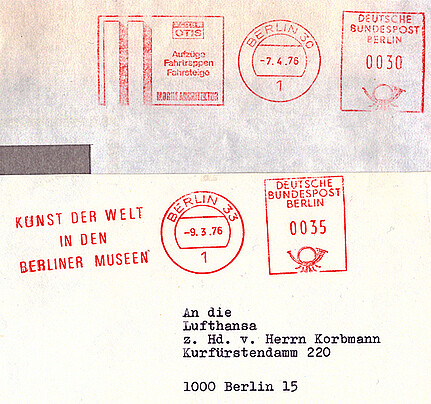 OTIS
Aufzüge
Fahrtreppen
Fahrsteige
BERLIN 30
-7.4.76
1
DEUTSCHE
BUNDESPOST
BERLIN
0030
KUNST DER WELT
IN DEN
BERLINER MUSEEN
BERLIN 33
-9.3.76
1
DEUTSCHE
BUNDESPOST
BERLIN
0035
An die
Lufthansa
z. Hd. v. Herrn Korbmann
Kurfürstendamm 220
1000 Berlin 15